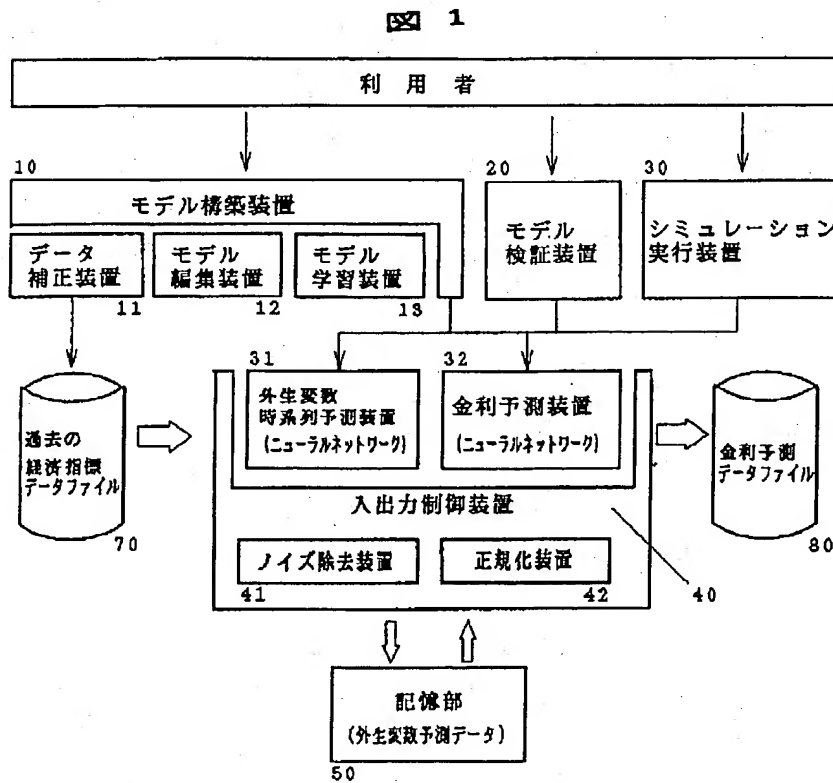 図 1
利 用 者
10
モデル構築装置
データ
補正装置
11
モデル
編集装置
12
モデル
学習装置
13
20
モデル
検証装置
30
シミュレーション
実行装置
過去の
経済指標
データファイル
70
31
外生変数
時系列予測装置
(ニューラルネットワーク)
32
金利予測装置
(ニューラルネットワーク)
入出力制御装置
ノイズ除去装置
41
正規化装置
42
40
金利予測
データファイル
80
記憶部
(外生変数予測データ)
50